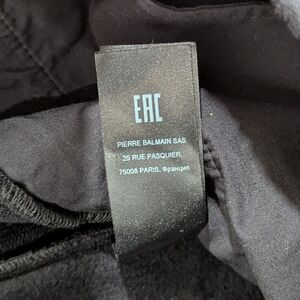 EAC
PIERRE BALMAIN SAS
25 RUE PASQUIER,
75008 PARIS, Франция